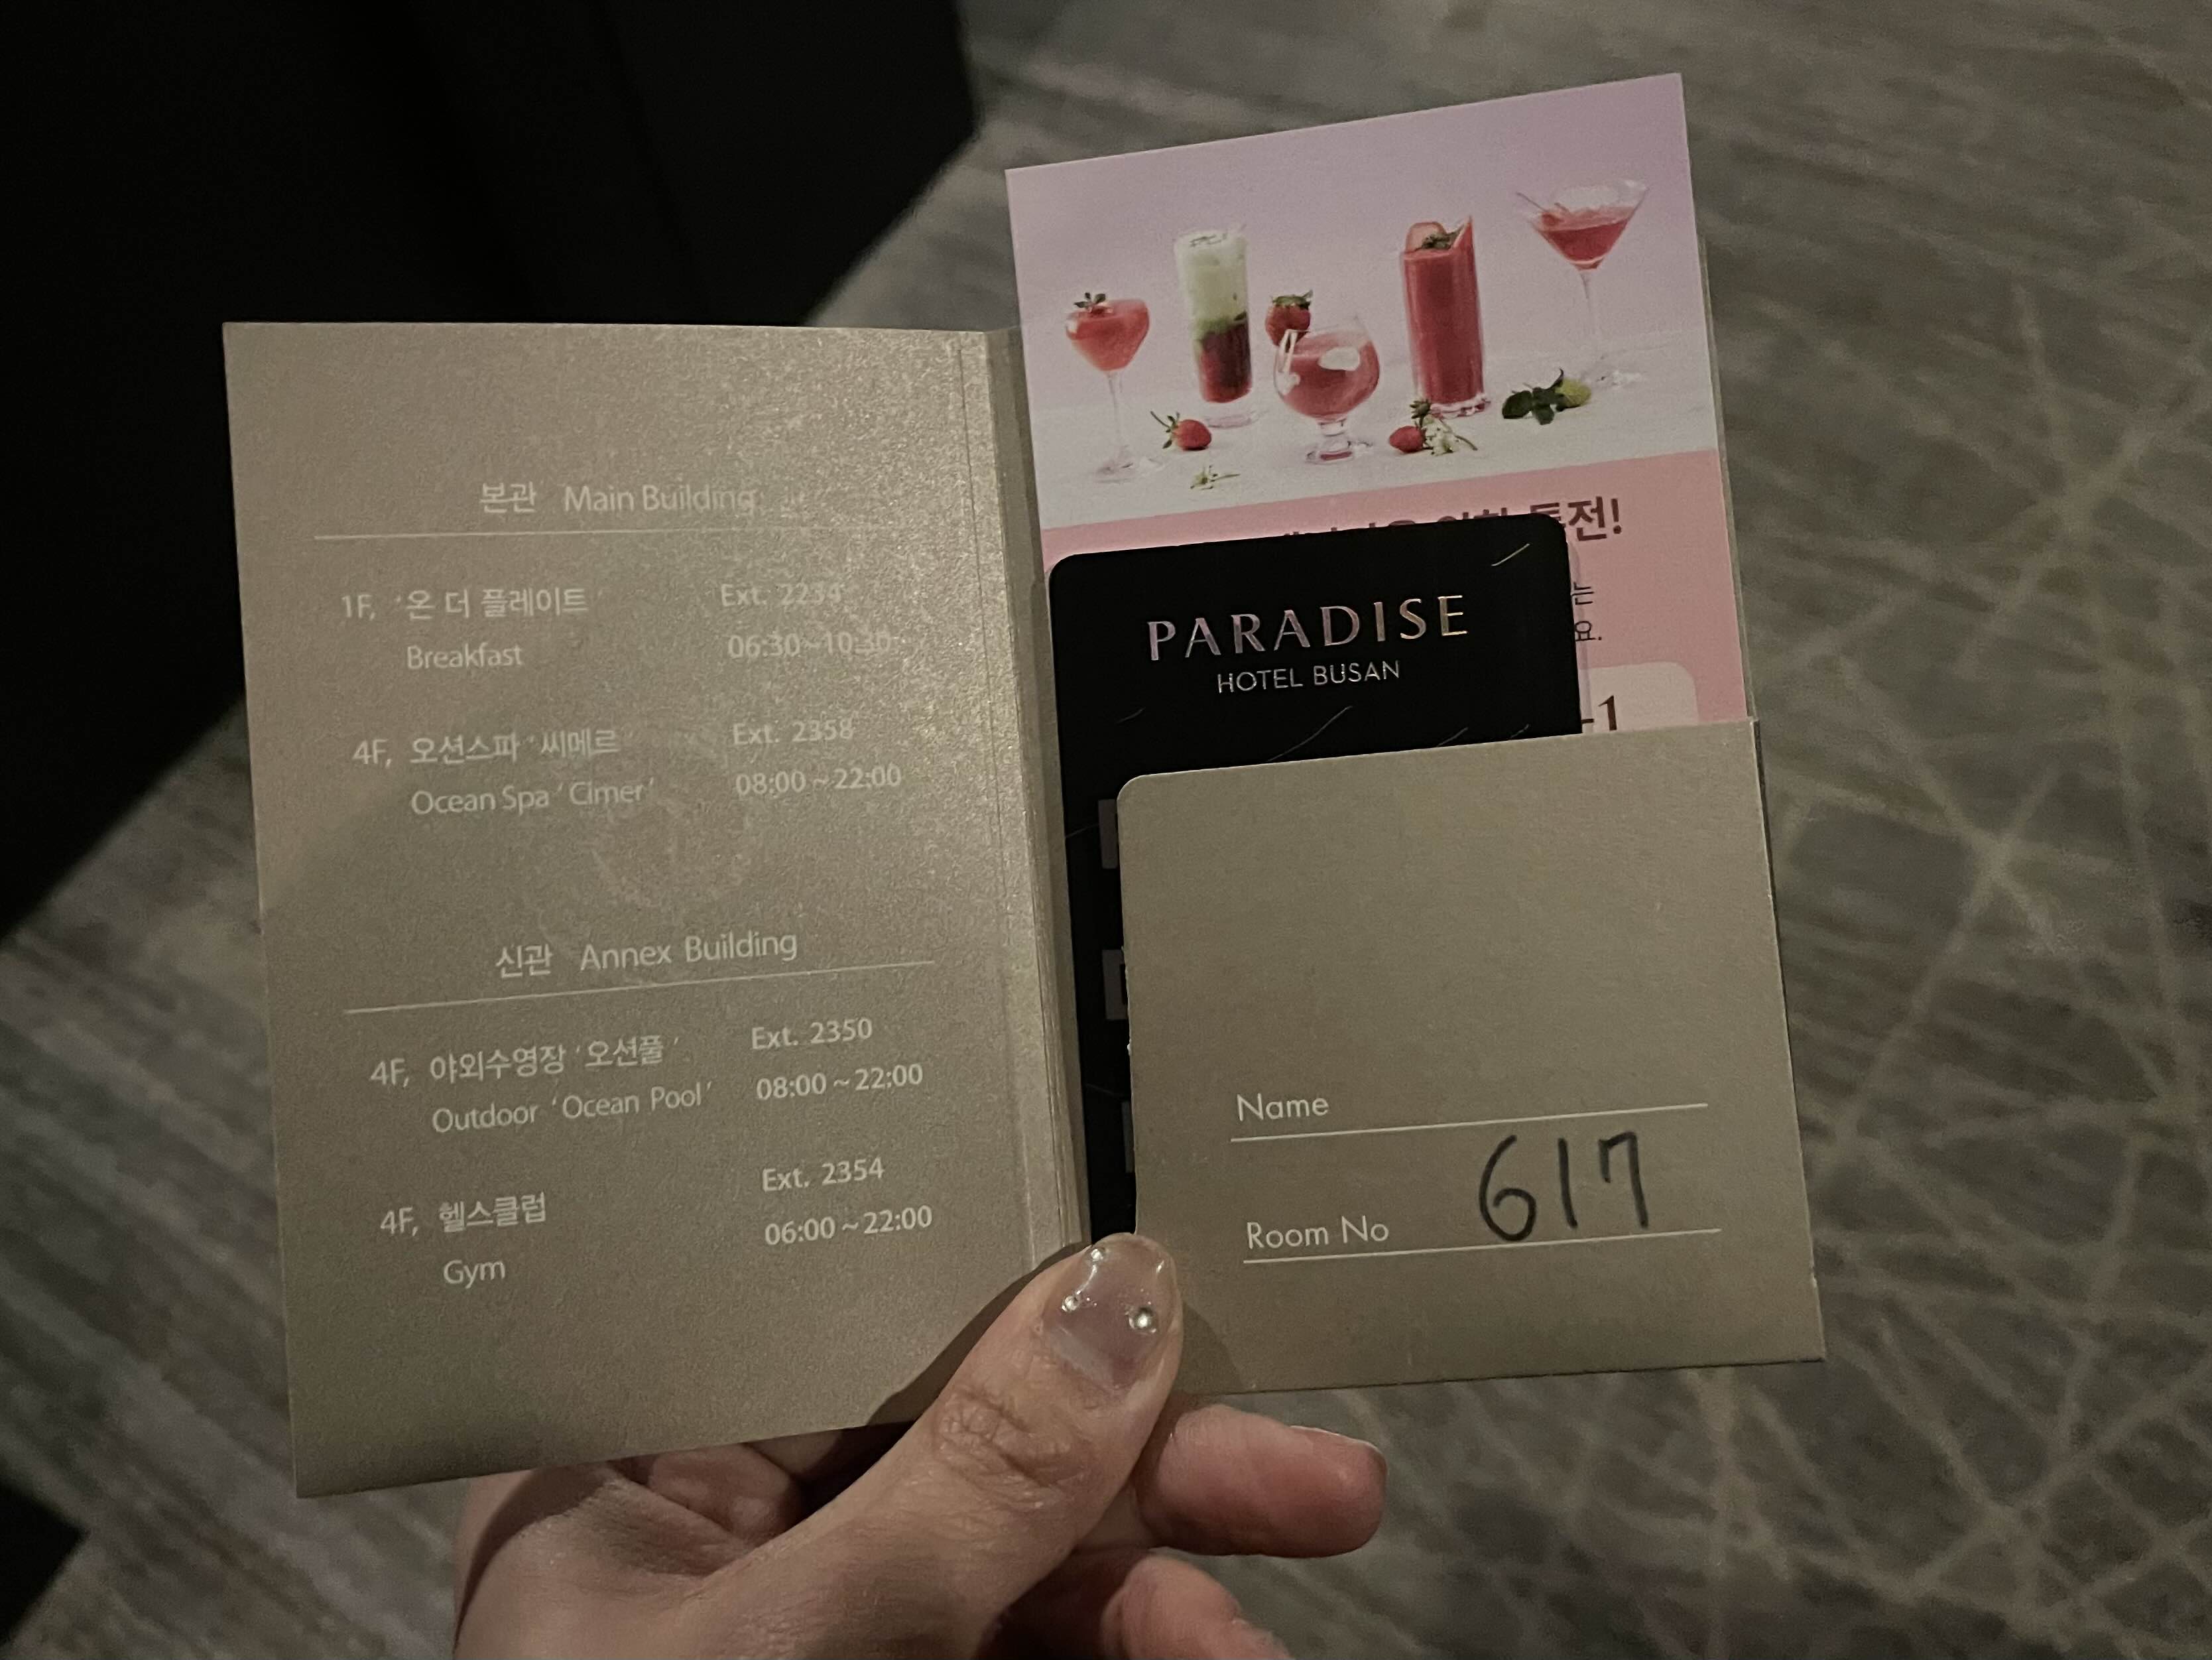 본관 Main Building
1F, '온 더 플레이트' Ext. 2234
Breakfast 06:30~10:30
4F, 오션스파 '씨메르' Ext. 2358
Ocean Spa 'Cimer' 08:00~22:00
신관 Annex Building
4F, 야외수영장 '오션풀' Ext. 2350
Outdoor 'Ocean Pool' 08:00~22:00
4F, 헬스클럽 Ext. 2354
Gym 06:00~22:00
는
요.
-1
PARADISE
HOTEL BUSAN
Name
Room No 617